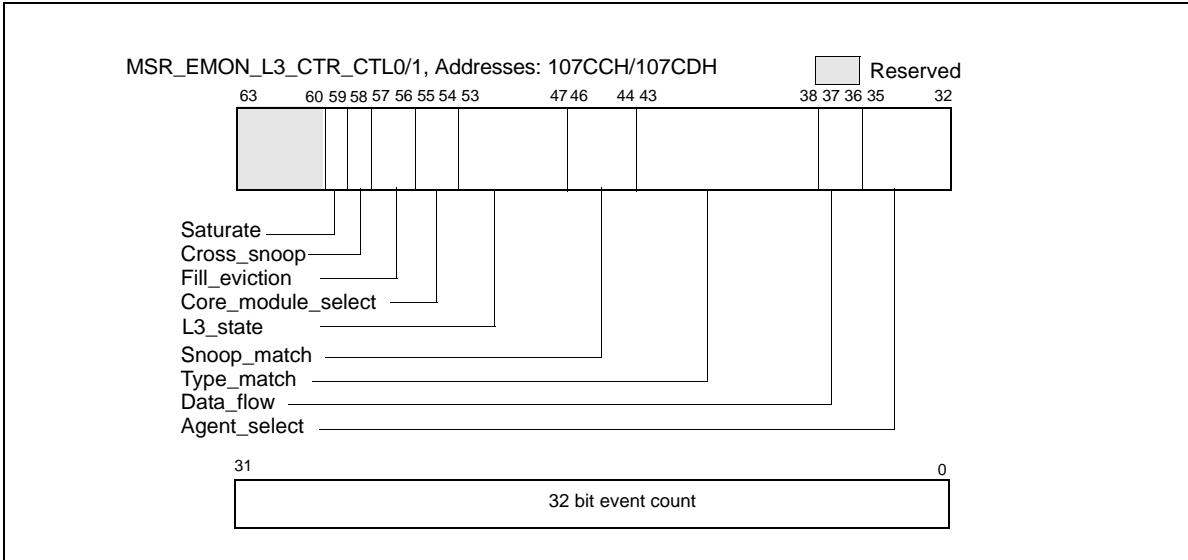 MSR_EMON_L3_CTR_CTL0/1, Addresses: 107CCH/107CDH
Reserved
63 60 59 58 57 56 55 54 53 47 46 44 43 38 37 36 35 32
Saturate
Cross_snoop
Fill_eviction
Core_module_select
L3_state
Snoop_match
Type_match
Data_flow
Agent_select
31 0
32 bit event count